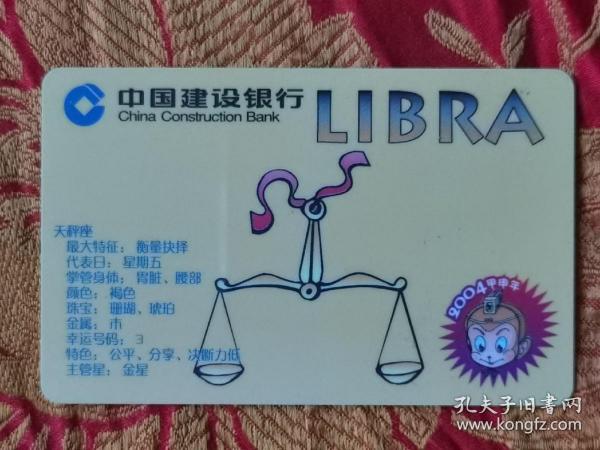 中国建设银行
China Construction Bank
LIBRA
天秤座
最大特征：衡量抉择
代表日：星期五
掌管身体：胃脏、腰部
颜色：褐色
珠宝：珊瑚、琥珀
金属：市
幸运号码：3
特色：公平、分享、决断力低
主管星：金星
2004甲申年
孔夫子旧書网
www.kongfz.com